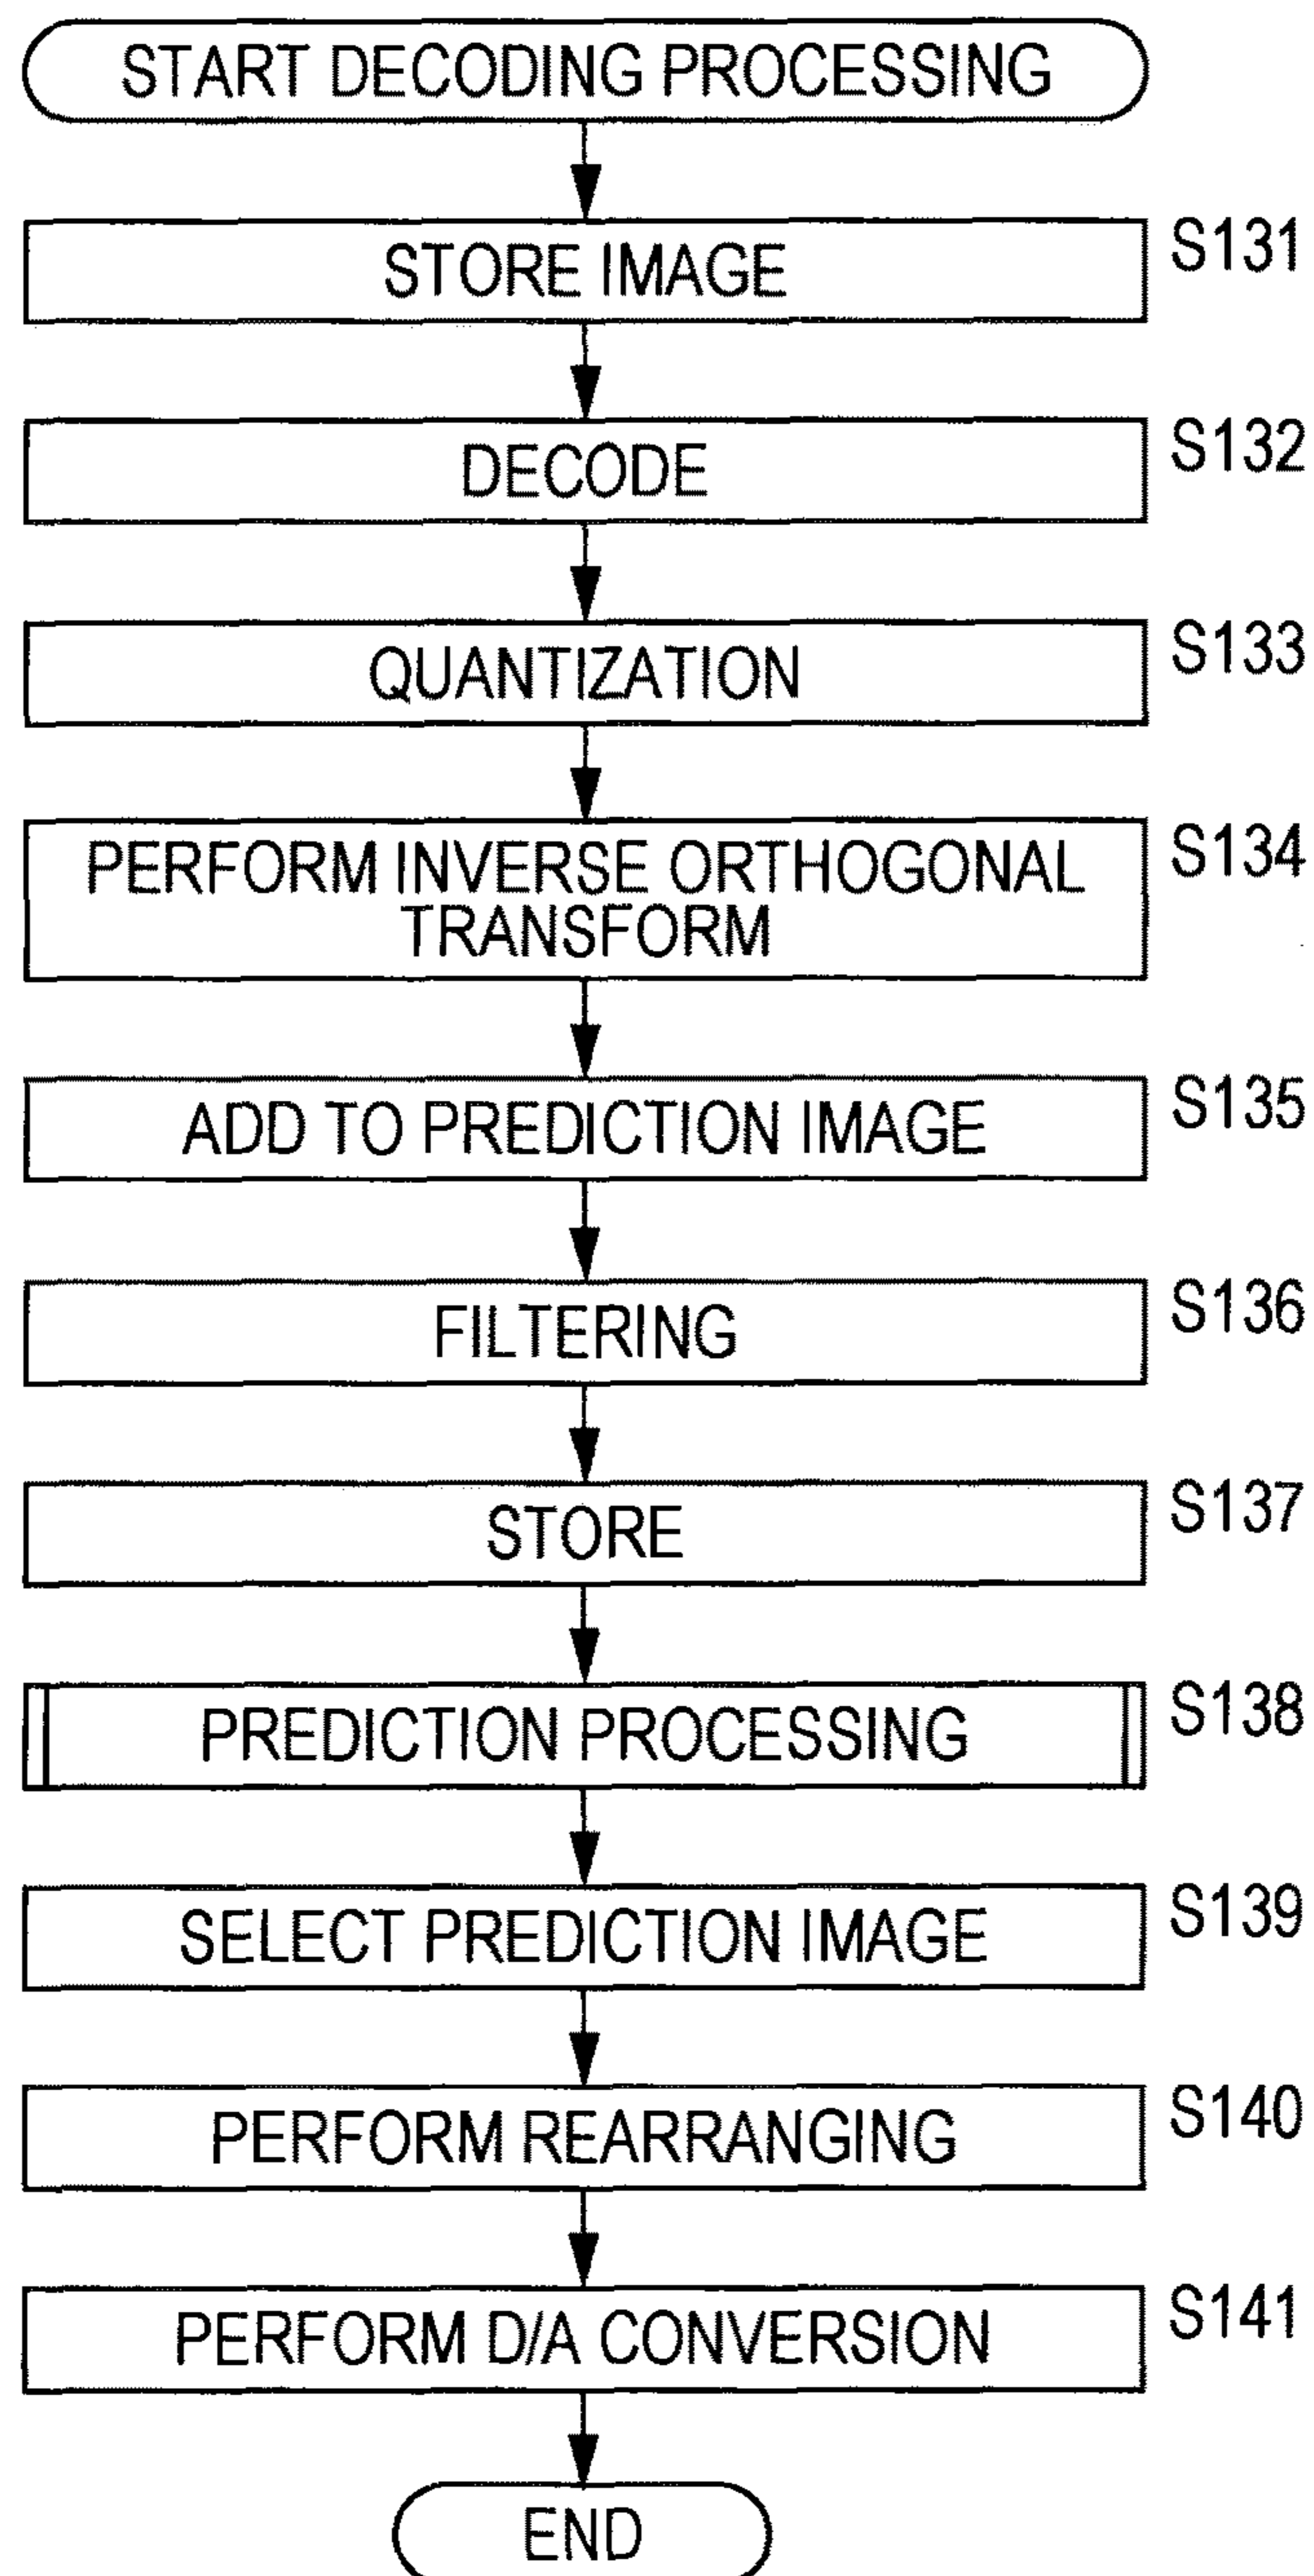 START DECODING PROCESSING
STORE IMAGE
S131
DECODE
S132
QUANTIZATION
S133
PERFORM INVERSE ORTHOGONAL
TRANSFORM
S134
ADD TO PREDICTION IMAGE
S135
FILTERING
S136
STORE
S137
PREDICTION PROCESSING
S138
SELECT PREDICTION IMAGE
S139
PERFORM REARRANGING
S140
PERFORM D/A CONVERSION
S141
END